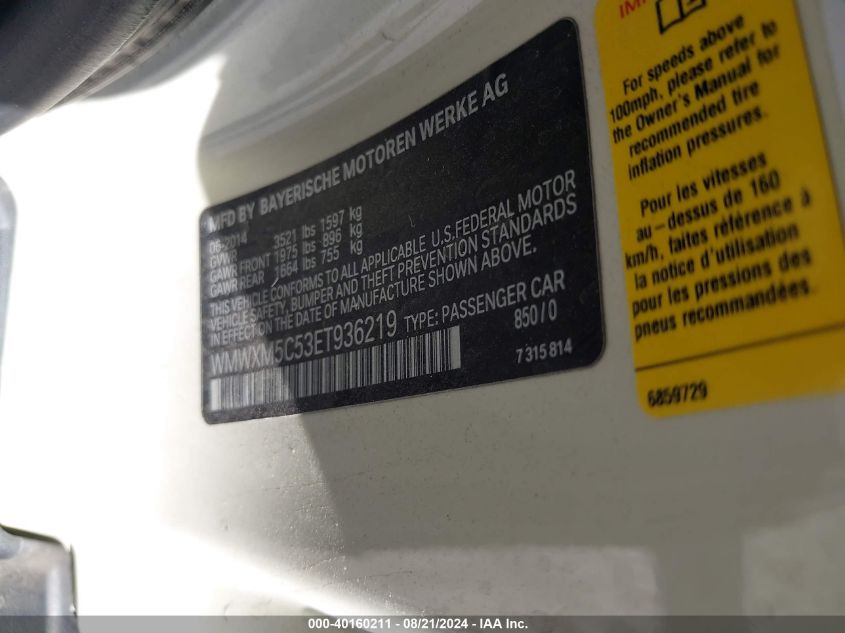 MFD BY BAYERISCHE MOTOREN WERKE AG
06/2014
GVWR 3521 lbs 1597 kg
GAWR FRONT 1975 lbs 896 kg
GAWR REAR 1664 lbs 755 kg
THIS VEHICLE CONFORMS TO ALL APPLICABLE U.S.FEDERAL MOTOR
VEHICLE SAFETY, BUMPER AND THEFT PREVENTION STANDARDS
IN EFFECT ON THE DATE OF MANUFACTURE SHOWN ABOVE.
WMWXM5C53ET936219 TYPE: PASSENGER CAR
850/0
7 315 814
For speeds above
100mph, please refer to
the Owner's Manual for
recommended tire
inflation pressures.
Pour les vitesses
au-dessus de 160
km/h, faites référence à
la notice d'utilisation
pour les pressions des
pneus recommandées.
6859729
000-40160211 - 08/21/2024 - IAA Inc.